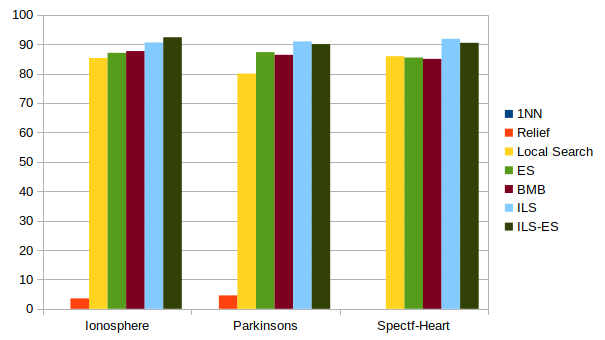 100
90
80
70
60
50
40
30
20
10
0
Ionosphere
Parkinsons
Spectf-Heart
1NN
Relief
Local Search
ES
BMB
ILS
ILS-ES